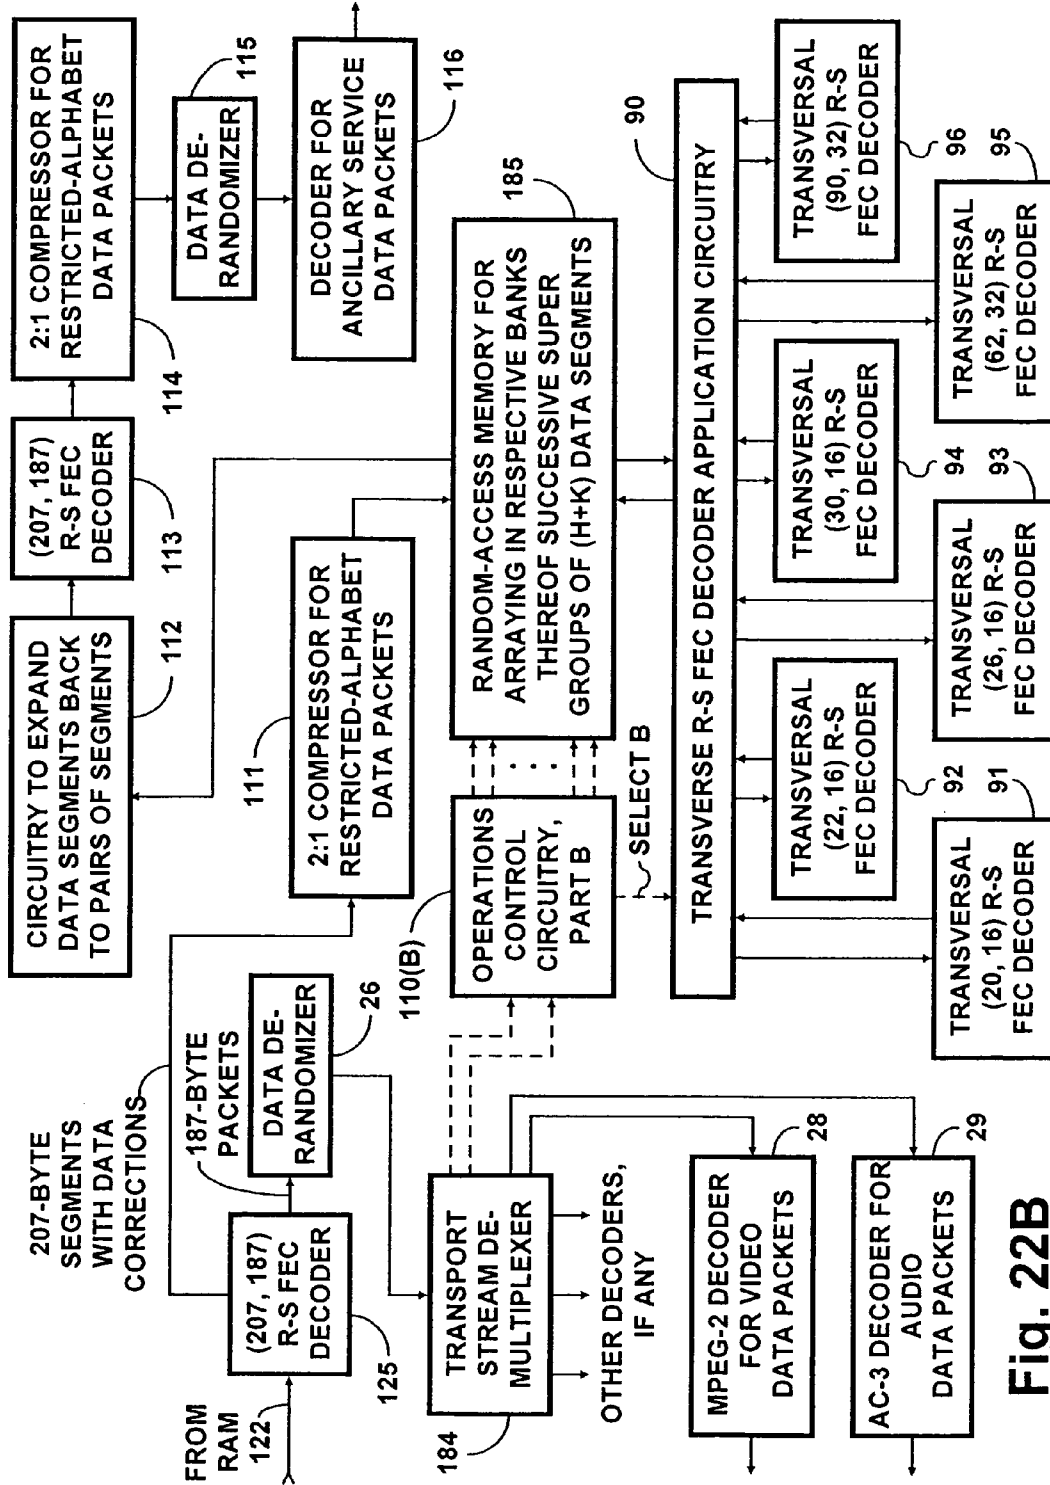 207-BYTE
SEGMENTS
WITH DATA
CORRECTIONS
187-BYTE
PACKETS
FROM
RAM
122
(207, 187)
R-S FEC
DECODER
125
DATA DE-
RANDOMIZER
26
TRANSPORT
STREAM DE-
MULTIPLEXER
184
OTHER DECODERS,
IF ANY
MPEG-2 DECODER
FOR VIDEO
DATA PACKETS
28
AC-3 DECODER FOR
AUDIO
DATA PACKETS
29
CIRCUITRY TO EXPAND
DATA SEGMENTS BACK
TO PAIRS OF SEGMENTS
112
(207, 187)
R-S FEC
DECODER
113
2:1 COMPRESSOR FOR
RESTRICTED-ALPHABET
DATA PACKETS
114
DATA DE-
RANDOMIZER
115
DECODER FOR
ANCILLARY SERVICE
DATA PACKETS
116
111
2:1 COMPRESSOR FOR
RESTRICTED-ALPHABET
DATA PACKETS
110(B)
OPERATIONS
CONTROL
CIRCUITRY,
PART B
SELECT B
RANDOM-ACCESS MEMORY FOR
ARRAYING IN RESPECTIVE BANKS
THEREOF SUCCESSIVE SUPER
GROUPS OF (H+K) DATA SEGMENTS
185
TRANSVERSE R-S FEC DECODER APPLICATION CIRCUITRY
90
TRANSVERSAL
(20, 16) R-S
FEC DECODER
91
TRANSVERSAL
(22, 16) R-S
FEC DECODER
92
TRANSVERSAL
(26, 16) R-S
FEC DECODER
93
TRANSVERSAL
(30, 16) R-S
FEC DECODER
94
TRANSVERSAL
(62, 32) R-S
FEC DECODER
95
TRANSVERSAL
(90, 32) R-S
FEC DECODER
96
Fig. 22B